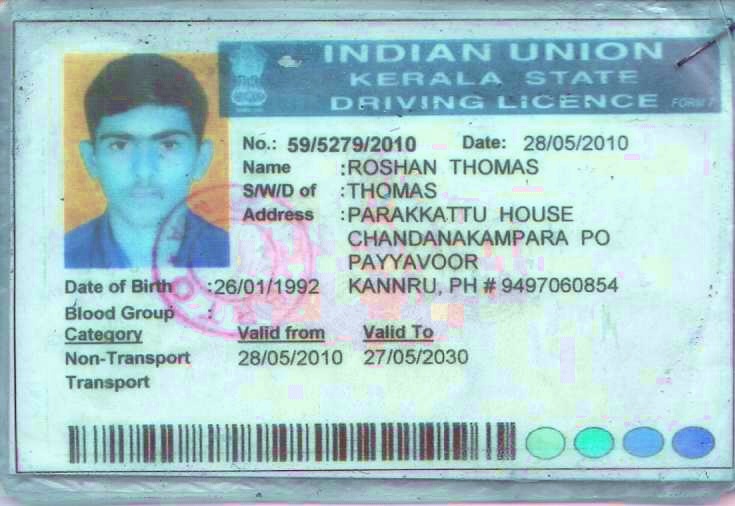 INDIAN UNION
KERALA STATE
DRIVING LICENCE FORM 7
No.: 59/5279/2010 Date: 28/05/2010
Name :ROSHAN THOMAS
S/W/D of :THOMAS
Address :PARAKKATTU HOUSE
CHANDANAKAMPARA PO
PAYYAVOOR
Date of Birth :26/01/1992 KANNRU, PH # 9497060854
Blood Group :
Category Valid from Valid To
Non-Transport 28/05/2010 27/05/2030
Transport